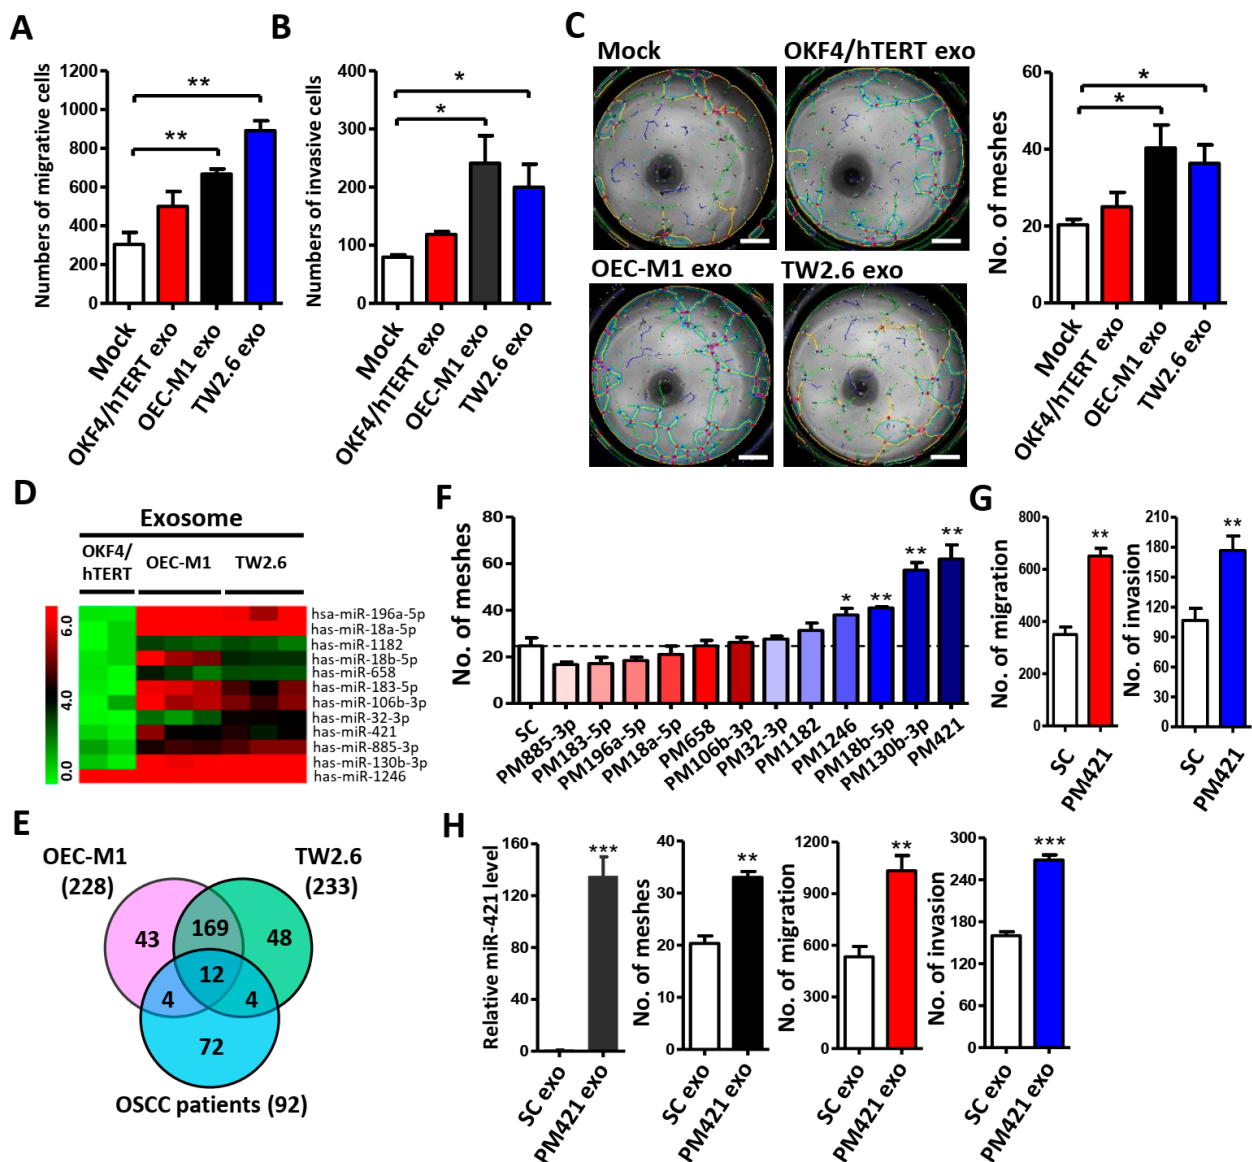 A
Numbers of migrative cells
1200
1000
800
600
400
200
0
**
**
Mock
OKF4/hTERT exo
OEC-M1 exo
TW2.6 exo
B
Numbers of invasive cells
400
300
200
100
0
*
*
Mock
OKF4/hTERT exo
OEC-M1 exo
TW2.6 exo
C
Mock
OKF4/hTERT exo
OEC-M1 exo
TW2.6 exo
No. of meshes
60
40
20
0
*
*
Mock
OKF4/hTERT exo
OEC-M1 exo
TW2.6 exo
D
Exosome
OKF4/
hTERT
OEC-M1
TW2.6
6.0
4.0
0.0
hsa-miR-196a-5p
has-miR-18a-5p
has-miR-1182
has-miR-18b-5p
has-miR-658
has-miR-183-5p
has-miR-106b-3p
has-miR-32-3p
has-miR-421
has-miR-885-3p
has-miR-130b-3p
has-miR-1246
E
OEC-M1
(228)
TW2.6
(233)
43
169
48
12
4
4
72
OSCC patients (92)
F
No. of meshes
80
60
40
20
0
*
**
**
**
SC
PM885-3p
PM183-5p
PM196a-5p
PM18a-5p
PM658
PM106b-3p
PM32-3p
PM1182
PM1246
PM18b-5p
PM130b-3p
PM421
G
No. of migration
800
600
400
200
0
**
SC
PM421
No. of invasion
210
180
150
120
90
60
30
0
**
SC
PM421
H
Relative miR-421 level
160
120
80
40
0
***
SC exo
PM421 exo
No. of meshes
40
30
20
10
0
**
SC exo
PM421 exo
No. of migration
1200
900
600
300
0
**
SC exo
PM421 exo
No. of invasion
300
240
180
120
60
0
***
SC exo
PM421 exo